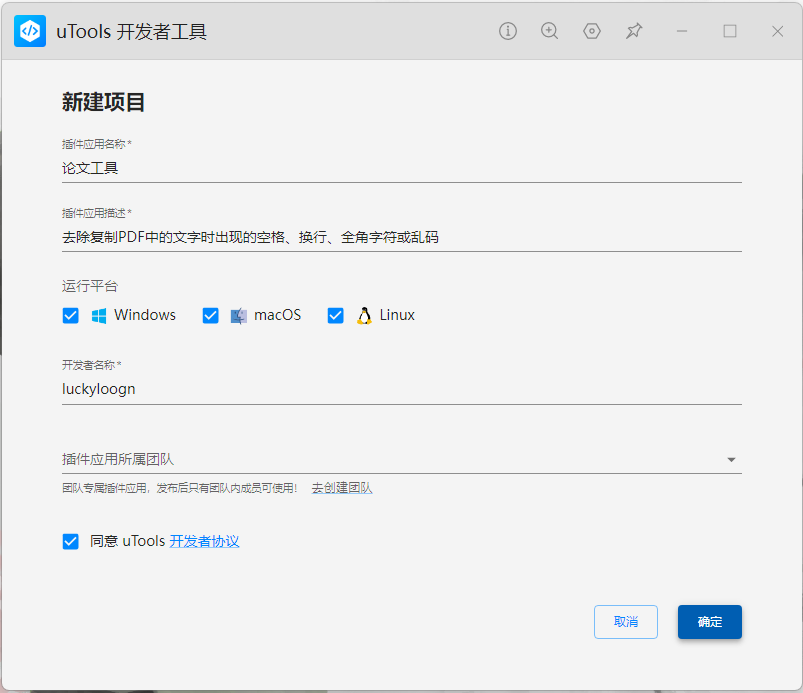 uTools 开发者工具
新建项目
插件应用名称*
论文工具
插件应用描述*
去除复制PDF中的文字时出现的空格、换行、全角字符或乱码
运行平台
Windows macOS Linux
开发者名称*
luckyloogn
插件应用所属团队
团队专属插件应用，发布后只有团队内成员可使用! 去创建团队
同意 uTools 开发者协议
取消 确定